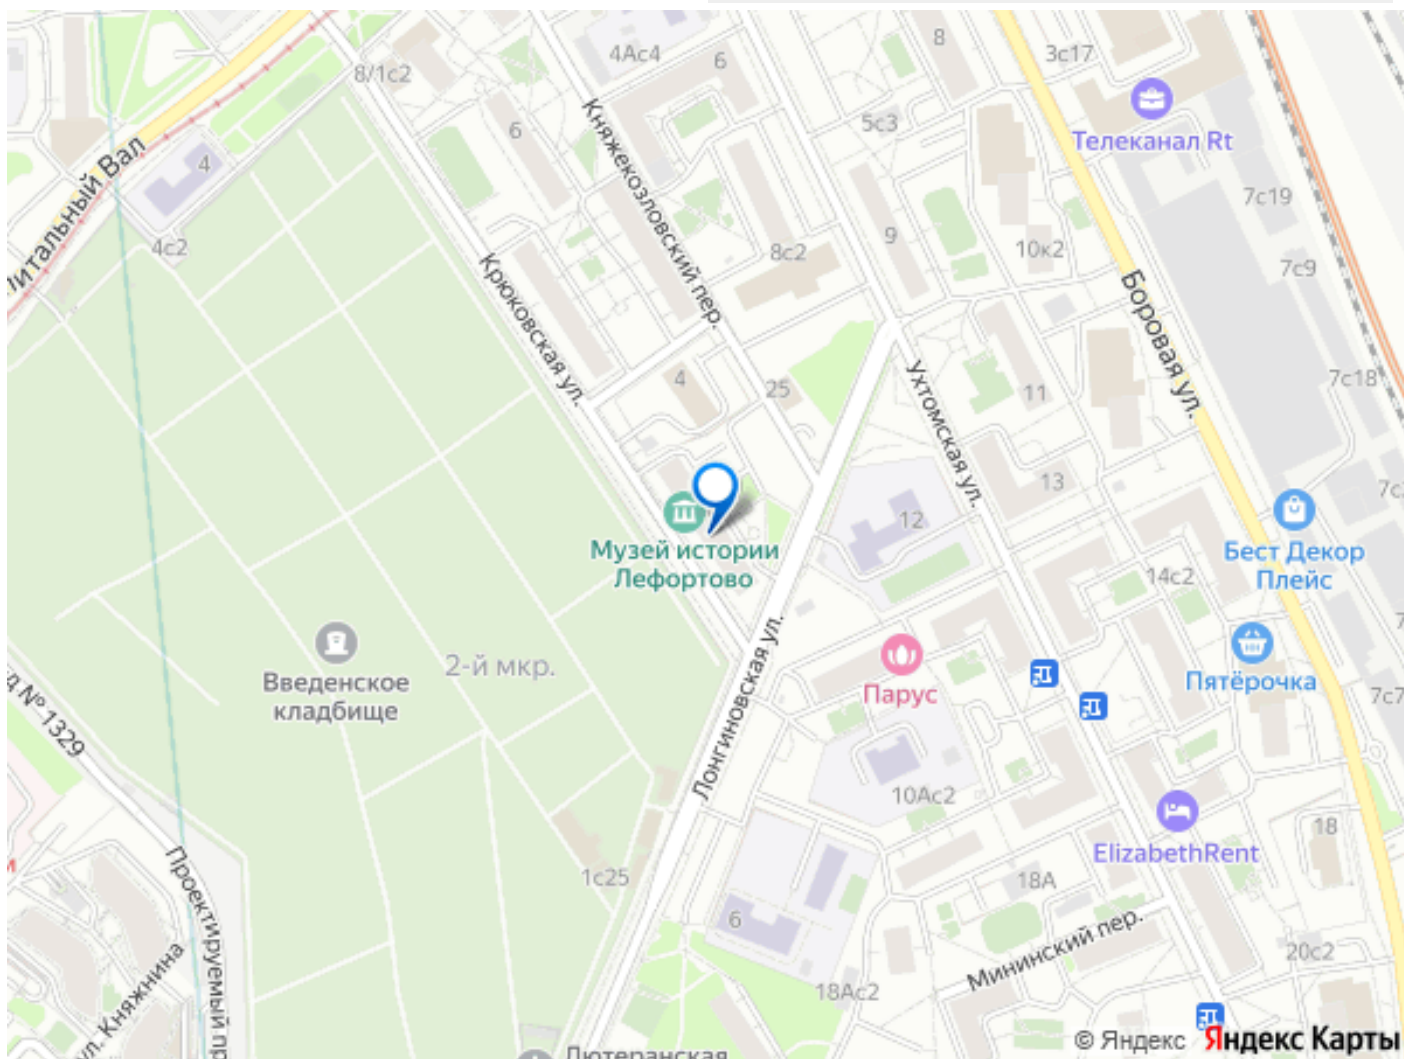 8/1с2
4Ас4
6
8
3с17
Телеканал Rt
5с3
6
Княжекозловский пер.
4
питальный Вал
4с2
7с19
9
10к2
8с2
7с9
Крюковская ул.
Боровая ул.
4
25
11
7с18
Ухтомская ул.
13
12
Музей истории
Лефортово
Бест Декор
Плейс
14с2
Введенское
кладбище
2-й мкр.
Парус
Пятёрочка
7с7
д № 1329
Лонгиновская ул.
10Ас2
ElizabethRent
18
1с25
18А
6
Проектируемый пр
ул. Княжнина
Мининский пер.
20с2
18Ас2
Лютеранская
© Яндекс Яндекс Карты